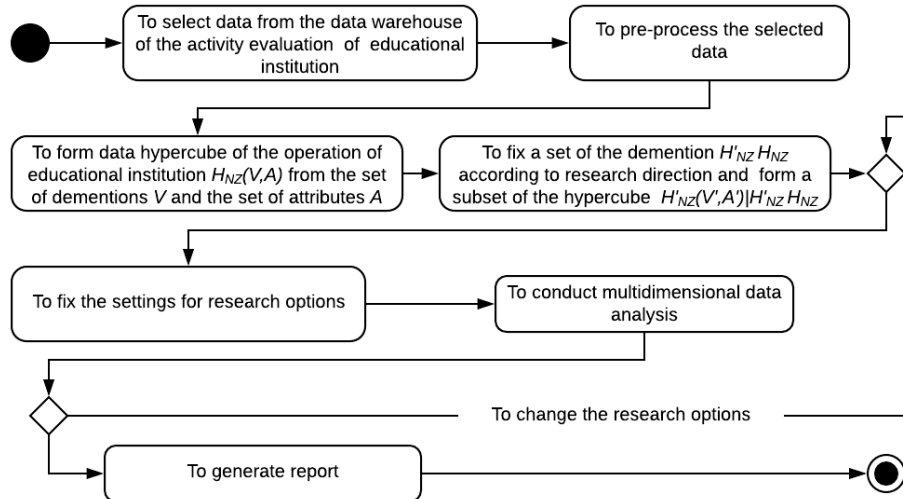 To select data from the data warehouse
of the activity evaluation of educational
institution
To pre-process the selected
data
To form data hypercube of the operation of
educational institution H_NZ(V,A) from the set
of dementions V and the set of attributes A
To fix a set of the demention H'_NZ H_NZ
according to research direction and form a
subset of the hypercube H'_NZ(V',A')|H'_NZ H_NZ
To fix the settings for research options
To conduct multidimensional data
analysis
To change the research options
To generate report